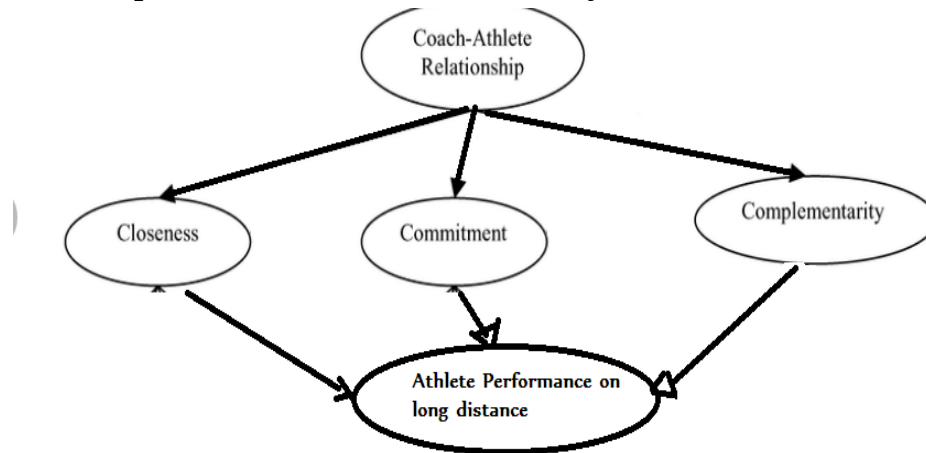 Coach-Athlete
Relationship
Closeness
Commitment
Complementarity
Athlete Performance on
long distance